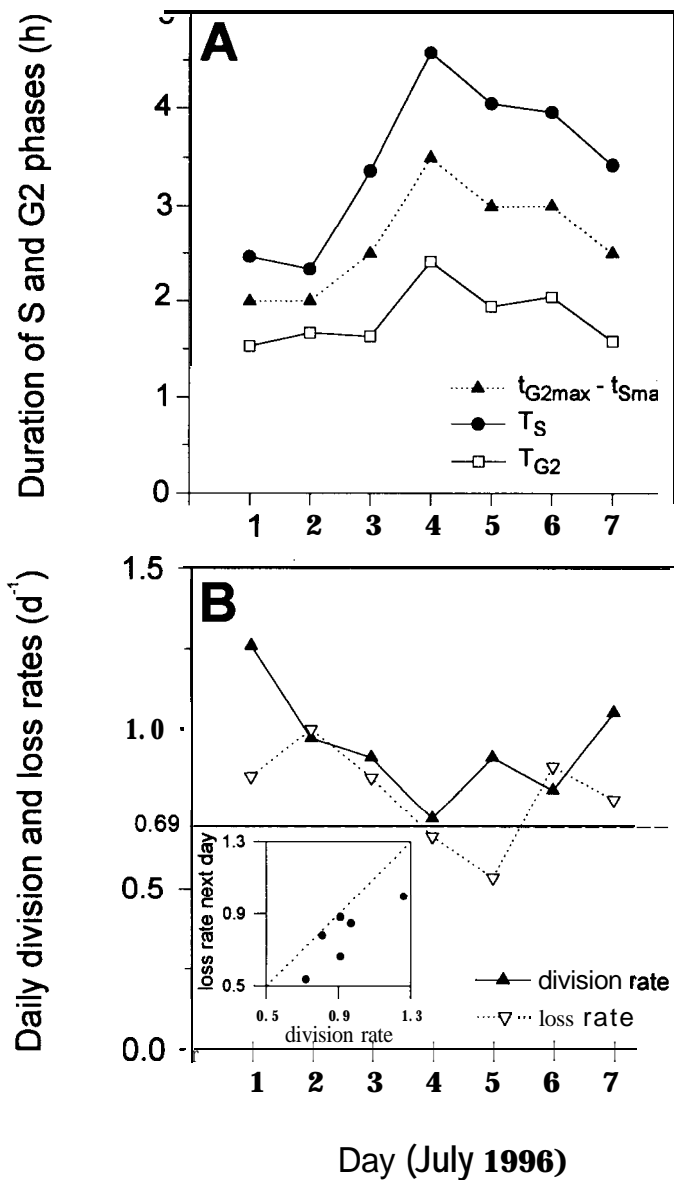 A
Duration of S and G2 phases (h)
4
3
2
1
0
tG2max - tSma
TS
TG2
1 2 3 4 5 6 7
B
Daily division and loss rates (d-1)
1.5
1.0
0.69
0.5
0.0
loss rate next day
1.3
0.9
0.5
0.5 0.9 1.3
division rate
division rate
loss rate
1 2 3 4 5 6 7
Day (July 1996)